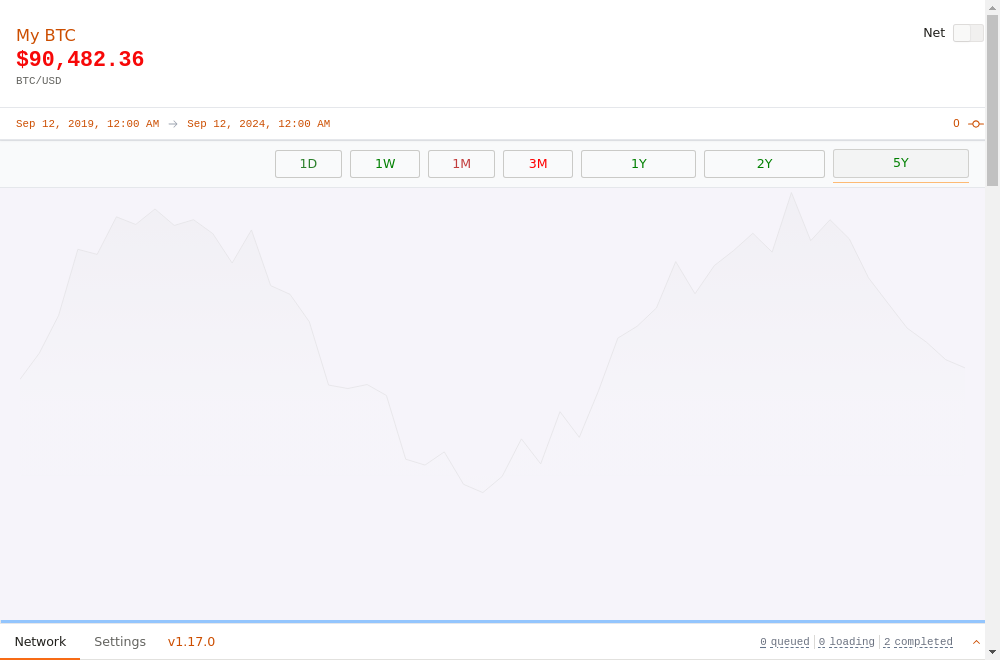 My BTC
Net
$90,482.36
BTC/USD
Sep 12, 2019, 12:00 AM → Sep 12, 2024, 12:00 AM
0
1D 1W 1M 3M 1Y 2Y 5Y
Network Settings v1.17.0 0 queued 0 loading 2 completed